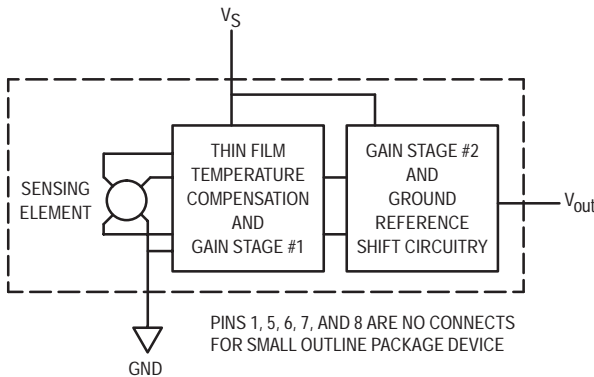 VS
THIN FILM
TEMPERATURE
COMPENSATION
AND
GAIN STAGE #1
GAIN STAGE #2
AND
GROUND
REFERENCE
SHIFT CIRCUITRY
SENSING
ELEMENT
Vout
PINS 1, 5, 6, 7, AND 8 ARE NO CONNECTS
FOR SMALL OUTLINE PACKAGE DEVICE
GND